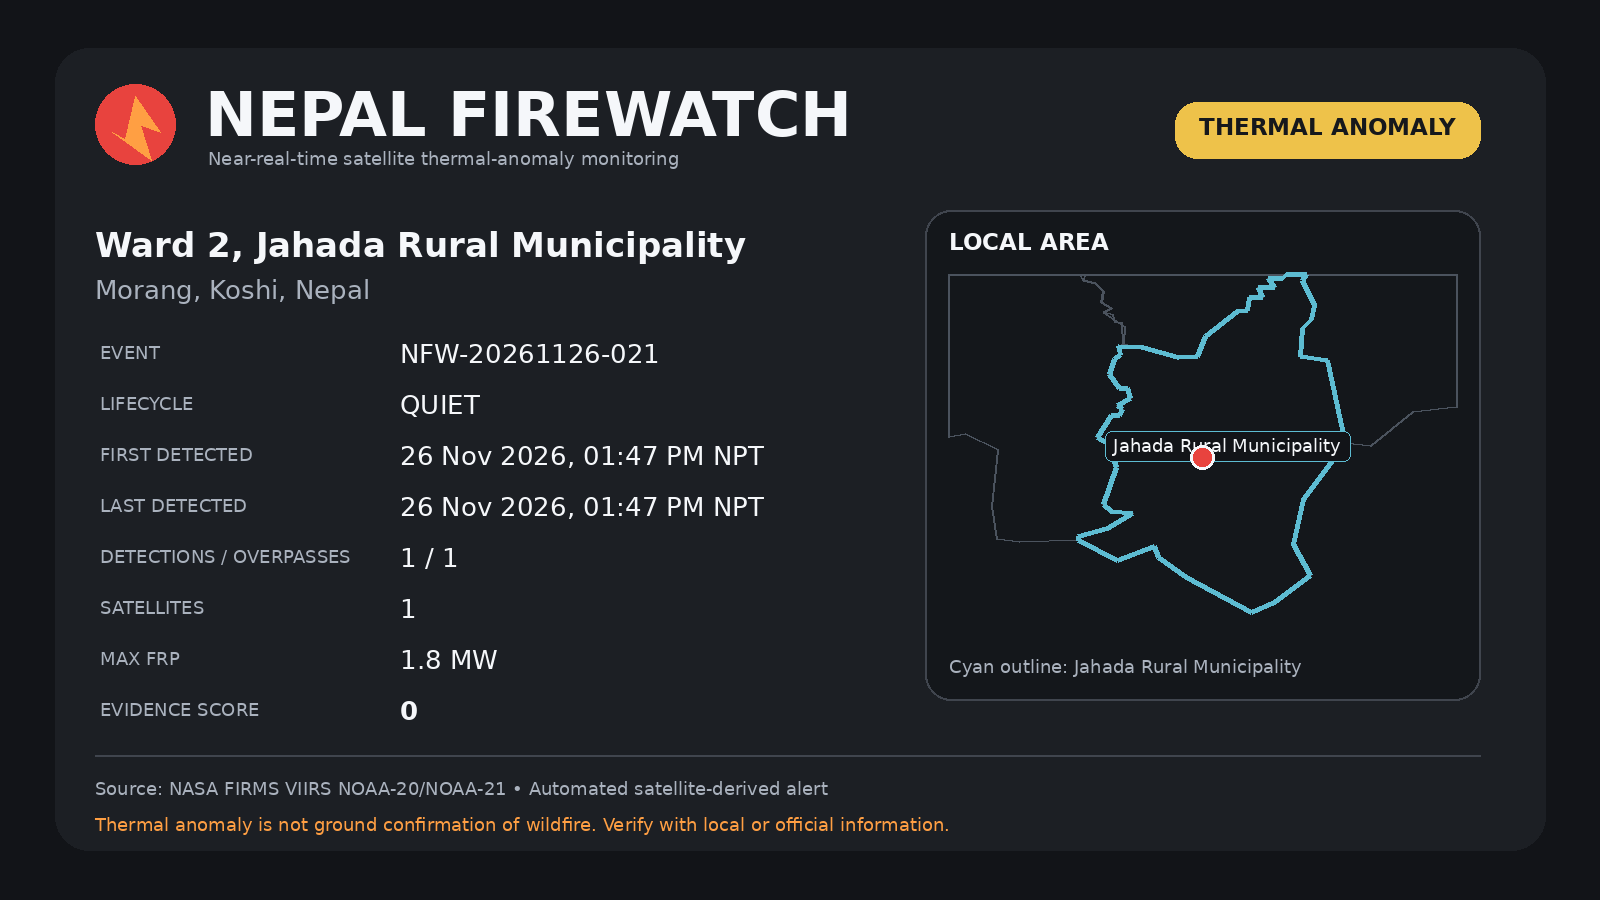 NEPAL FIREWATCH
Near-real-time satellite thermal-anomaly monitoring
THERMAL ANOMALY
Ward 2, Jahada Rural Municipality
Morang, Koshi, Nepal
EVENT NFW-20261126-021
LIFECYCLE QUIET
FIRST DETECTED 26 Nov 2026, 01:47 PM NPT
LAST DETECTED 26 Nov 2026, 01:47 PM NPT
DETECTIONS / OVERPASSES 1 / 1
SATELLITES 1
MAX FRP 1.8 MW
EVIDENCE SCORE 0
LOCAL AREA
Jahada Rural Municipality
Cyan outline: Jahada Rural Municipality
Source: NASA FIRMS VIIRS NOAA-20/NOAA-21 • Automated satellite-derived alert
Thermal anomaly is not ground confirmation of wildfire. Verify with local or official information.